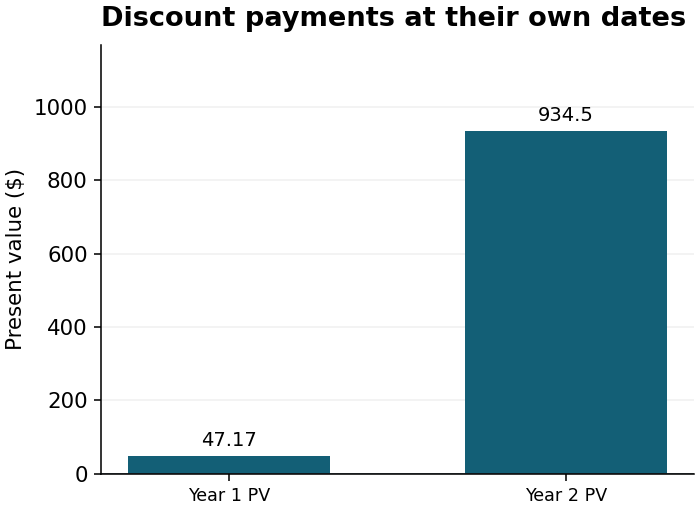 Discount payments at their own dates
Present value ($)
1000
800
600
400
200
0
47.17
934.5
Year 1 PV
Year 2 PV